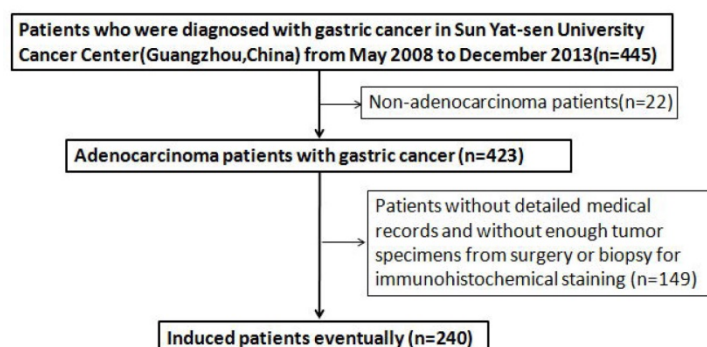 Patients who were diagnosed with gastric cancer in Sun Yat-sen University
Cancer Center(Guangzhou,China) from May 2008 to December 2013(n=445)
Non-adenocarcinoma patients(n=22)
Adenocarcinoma patients with gastric cancer (n=423)
Patients without detailed medical
records and without enough tumor
specimens from surgery or biopsy for
immunohistochemical staining (n=149)
Induced patients eventually (n=240)